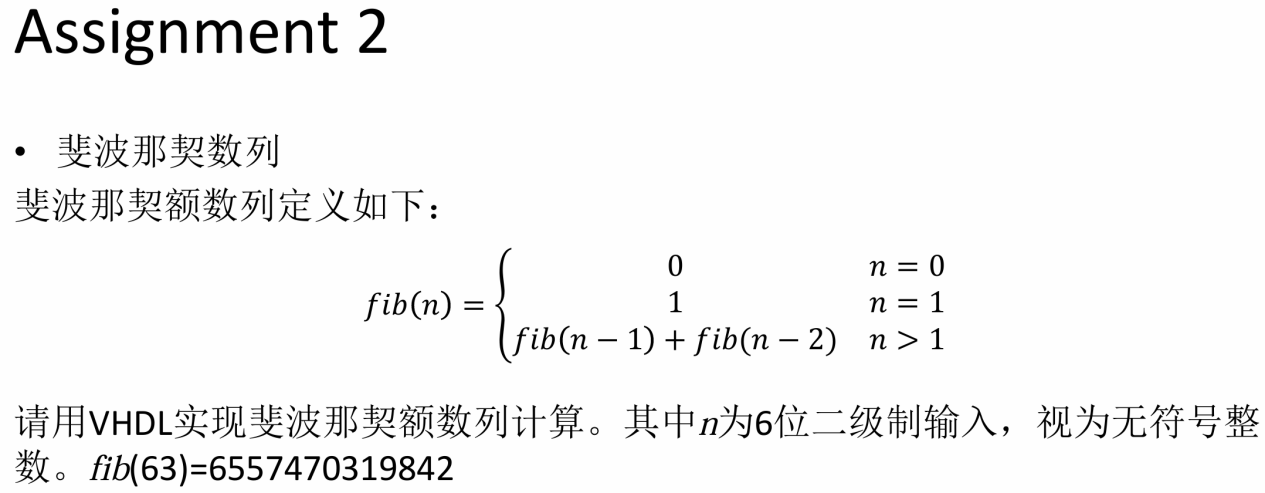 Assignment 2
• 斐波那契数列
斐波那契额数列定义如下：
fib(n) = { 0 n = 0
1 n = 1
fib(n − 1) + fib(n − 2) n > 1
请用VHDL实现斐波那契额数列计算。其中n为6位二级制输入，视为无符号整
数。fib(63)=6557470319842